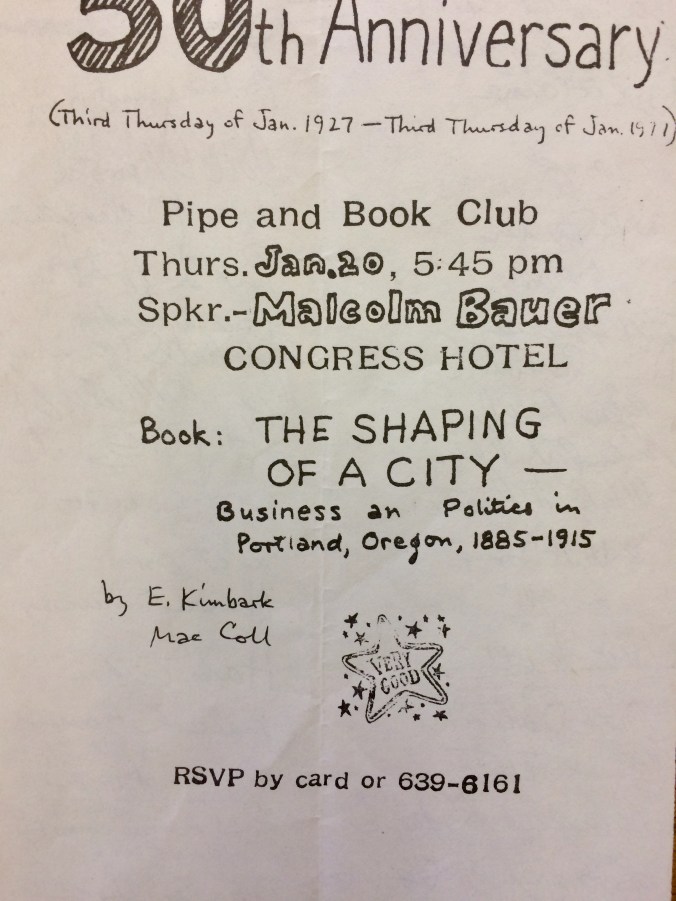 50th Anniversary
(Third Thursday of Jan. 1927 — Third Thursday of Jan. 1977)
Pipe and Book Club
Thurs. Jan.20, 5:45 pm
Spkr.- Malcolm Bauer
CONGRESS HOTEL
Book: THE SHAPING
OF A CITY —
Business an Politics in
Portland, Oregon, 1885-1915
by E. Kimbark
Mac Coll
VERY
GOOD
RSVP by card or 639-6161